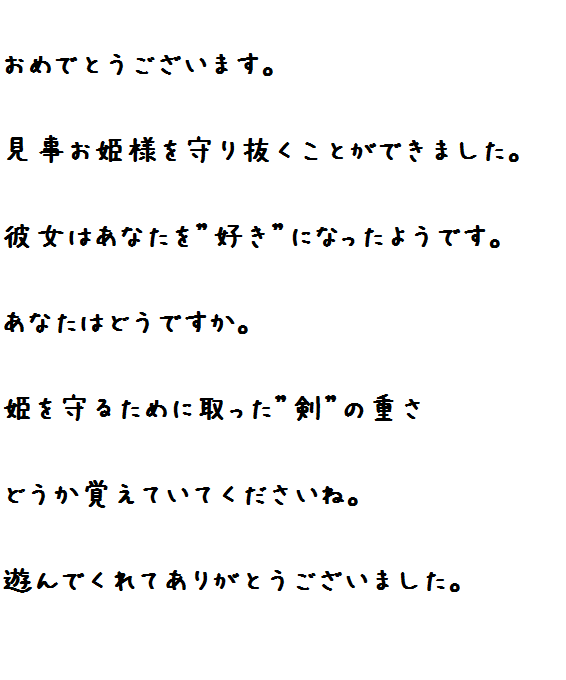 おめでとうございます。
見事お姫様を守り抜くことができました。
彼女はあなたを”好き”になったようです。
あなたはどうですか。
姫を守るために取った”剣”の重さ
どうか覚えていてくださいね。
遊んでくれてありがとうございました。